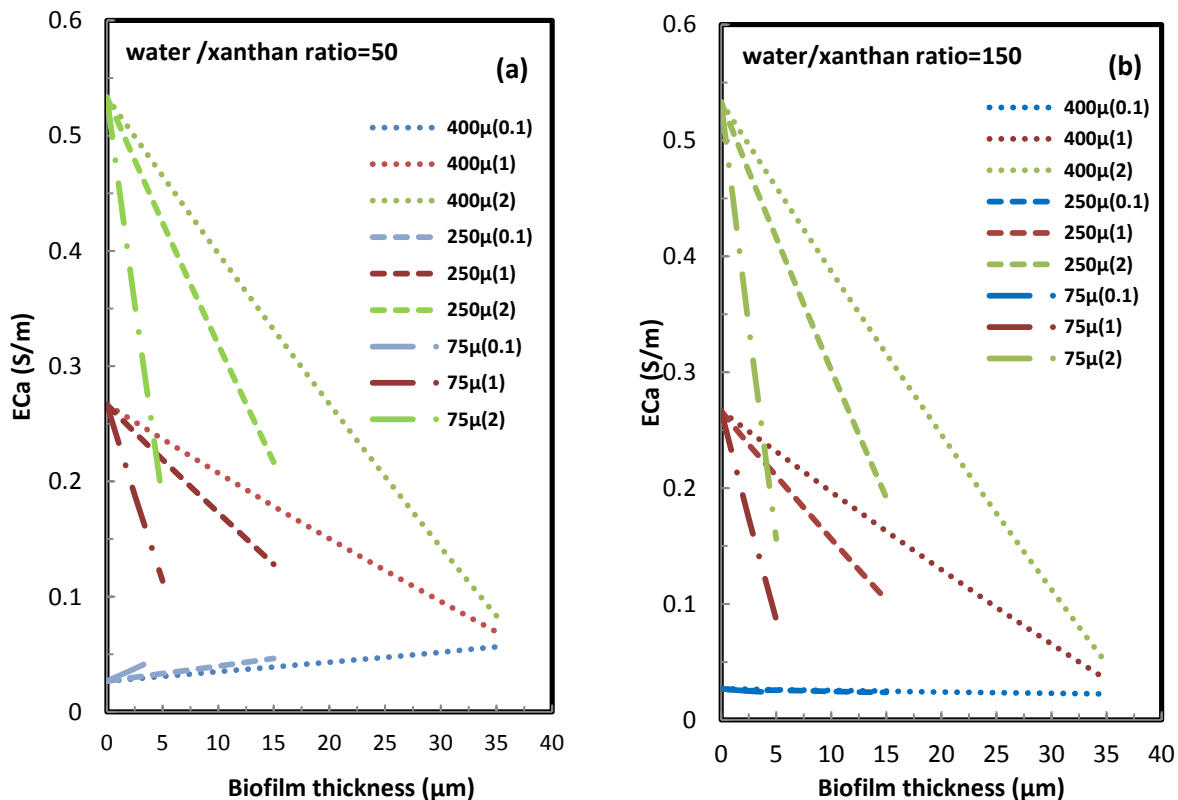 water /xanthan ratio=50
(a)
400µ(0.1)
400µ(1)
400µ(2)
250µ(0.1)
250µ(1)
250µ(2)
75µ(0.1)
75µ(1)
75µ(2)
ECa (S/m)
0.6
0.5
0.4
0.3
0.2
0.1
0
0 5 10 15 20 25 30 35 40
Biofilm thickness (µm)
water/xanthan ratio=150
(b)
400µ(0.1)
400µ(1)
400µ(2)
250µ(0.1)
250µ(1)
250µ(2)
75µ(0.1)
75µ(1)
75µ(2)
ECa (S/m)
0.6
0.5
0.4
0.3
0.2
0.1
0
0 5 10 15 20 25 30 35 40
Biofilm thickness (µm)